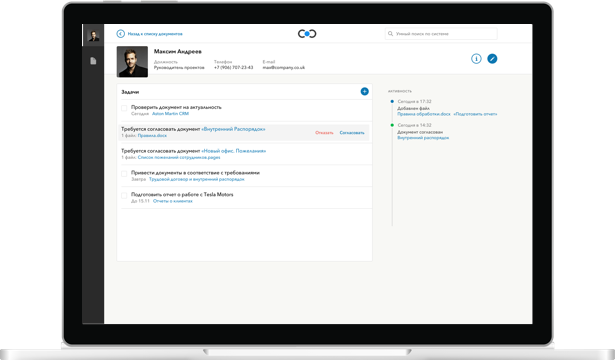 Назад к списку документов
Умный поиск по системе
Максим Андреев
Должность
Телефон
E-mail
Руководитель проектов
+7 (906) 757-23-43
max@company.co.uk
Задачи
Проверить документ на актуальность
Сегодня Aston Martin CRM
Требуется согласовать документ «Внутренний Распорядок»
1 файл: Правила.docx
Отказать Согласовать
Требуется согласовать документ «Новый офис. Пожелания»
1 файл: Список пожеланий сотрудников.pages
Привести документы в соответствие с требованиями
Завтра Трудовой договор и внутренний распорядок
Подготовить отчет о работе с Tesla Motors
До 15.11 Отчеты о клиентах
АКТИВНОСТЬ
Сегодня в 17:32
Добавлен файл
Правила обработки.docx «Подготовить отчет»
Сегодня в 14:32
Документ согласован
Внутренний распорядок